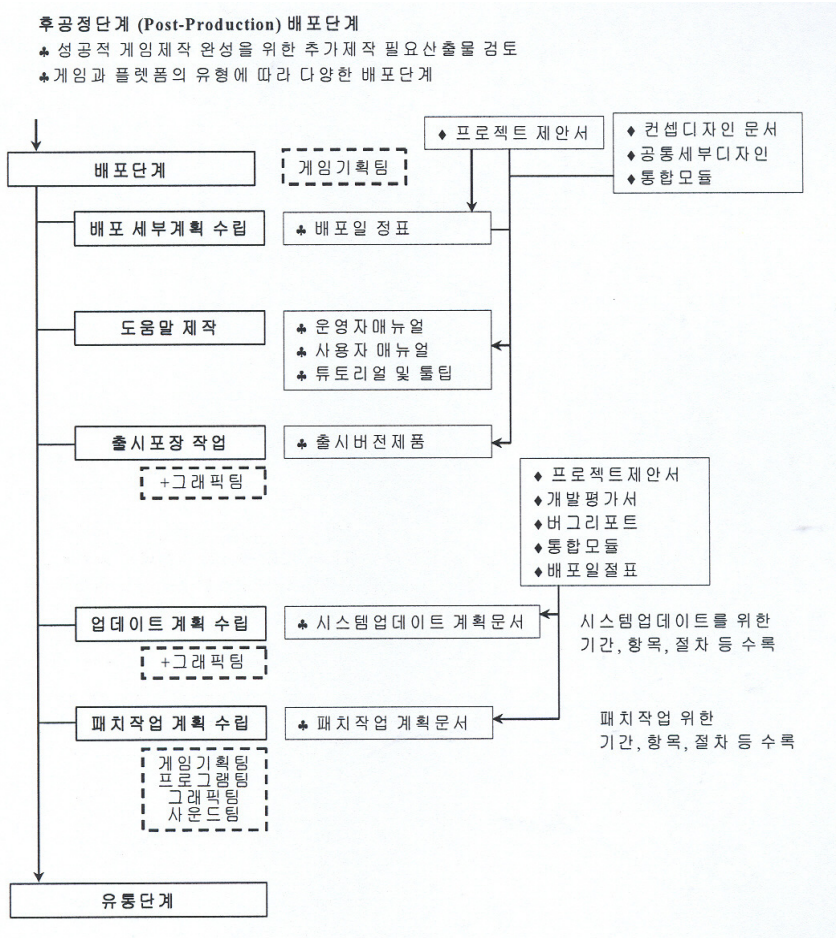 후공정단계 (Post-Production) 배포단계
♣ 성공적 게임제작 완성을 위한 추가제작 필요산출물 검토
♣게임과 플렛폼의 유형에 따라 다양한 배포단계
♦ 프로젝트 제안서
♦ 컨셉디자인 문서
♦공통세부디자인
♦통합모듈
배포단계
게임기획팀
배포 세부계획 수립
♣ 배포일 정표
도움말 제작
♣ 운영자매뉴얼
♣ 사용자 매뉴얼
♣ 튜토리얼 및 툴팁
출시포장 작업
♣ 출시버전제품
+그래픽팀
♦ 프로젝트제안서
♦개발평가서
♦버그리포트
♦통합모듈
♦배포일절표
업데이트 계획 수립
♣ 시스템업데이트 계획문서
시스템업데이트를 위한
기간, 항목, 절차 등 수록
+그래픽팀
패치작업 계획 수립
♣ 패치작업 계획문서
패치작업 위한
기간, 항목, 절차 등 수록
게임기획팀
프로그램팀
그래픽팀
사운드팀
유통단계